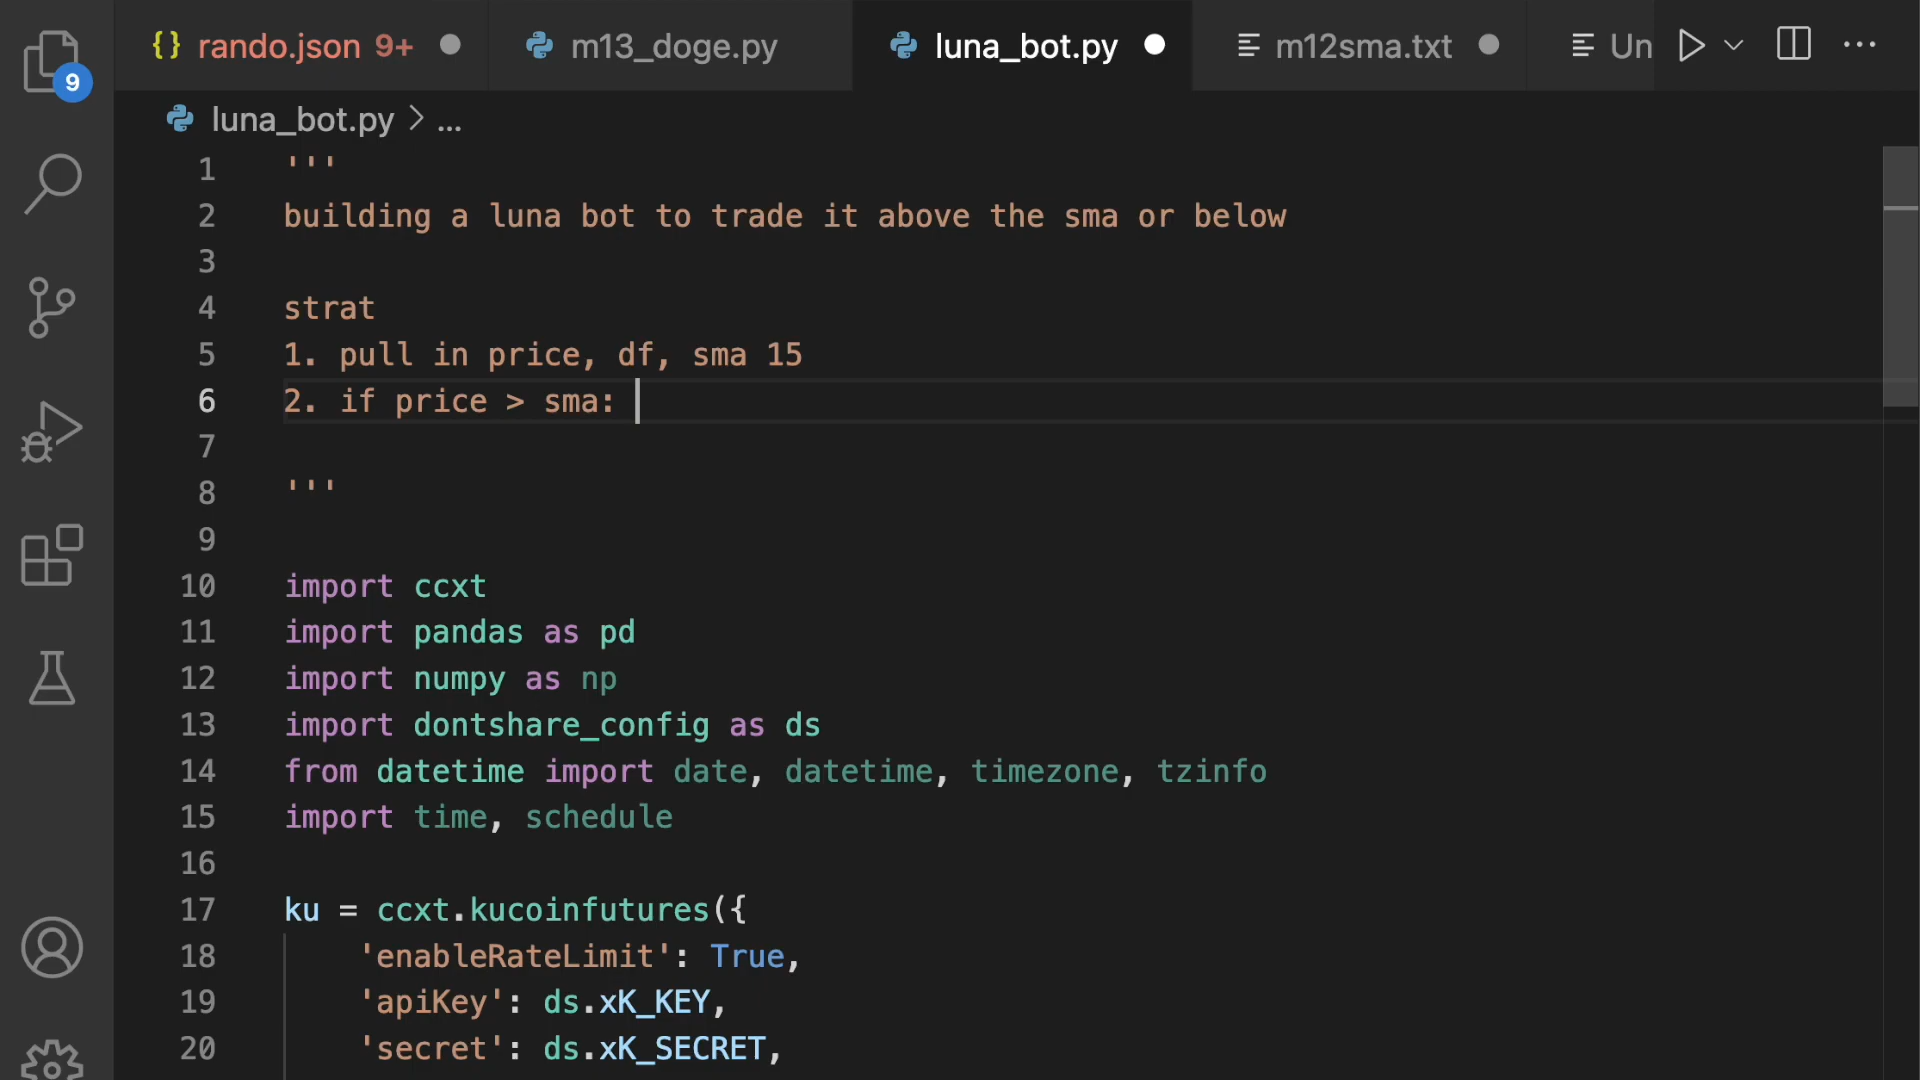 {} rando.json 9+
m13_doge.py
luna_bot.py
m12sma.txt
Un
9
luna_bot.py > ...
1 '''
2 building a luna bot to trade it above the sma or below
3
4 strat
5 1. pull in price, df, sma 15
6 2. if price > sma:
7
8 '''
9
10 import ccxt
11 import pandas as pd
12 import numpy as np
13 import dontshare_config as ds
14 from datetime import date, datetime, timezone, tzinfo
15 import time, schedule
16
17 ku = ccxt.kucoinfutures({
18 'enableRateLimit': True,
19 'apiKey': ds.xK_KEY,
20 'secret': ds.xK_SECRET,